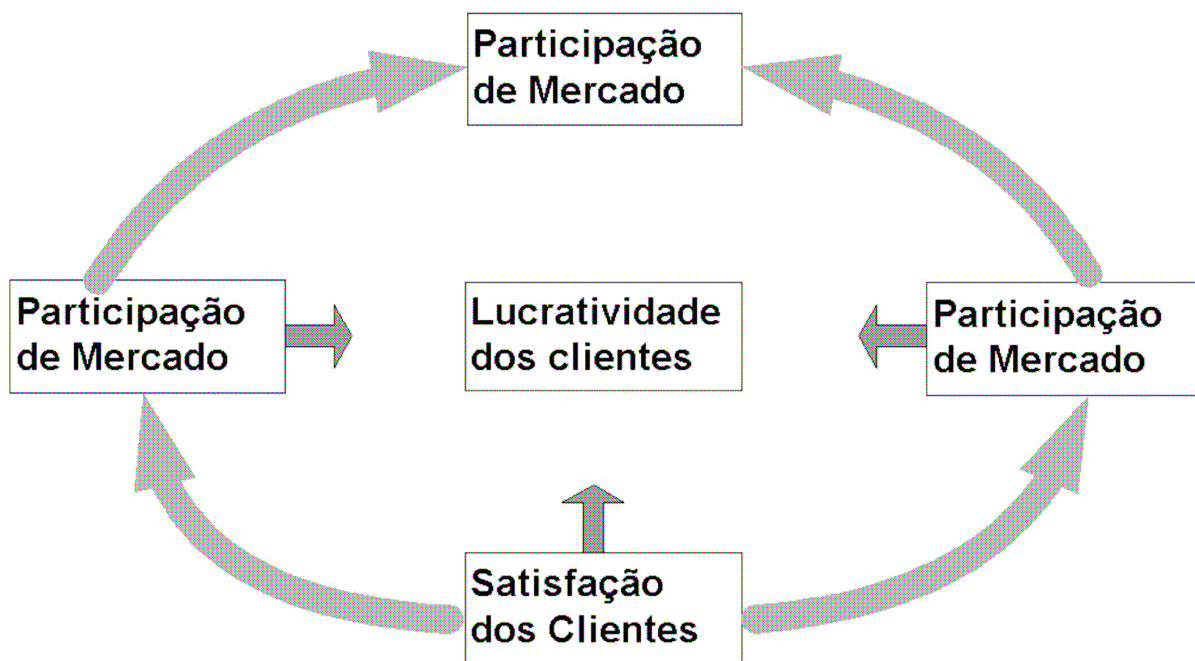 Participação
de Mercado
Participação
de Mercado
Lucratividade
dos clientes
Participação
de Mercado
Satisfação
dos Clientes